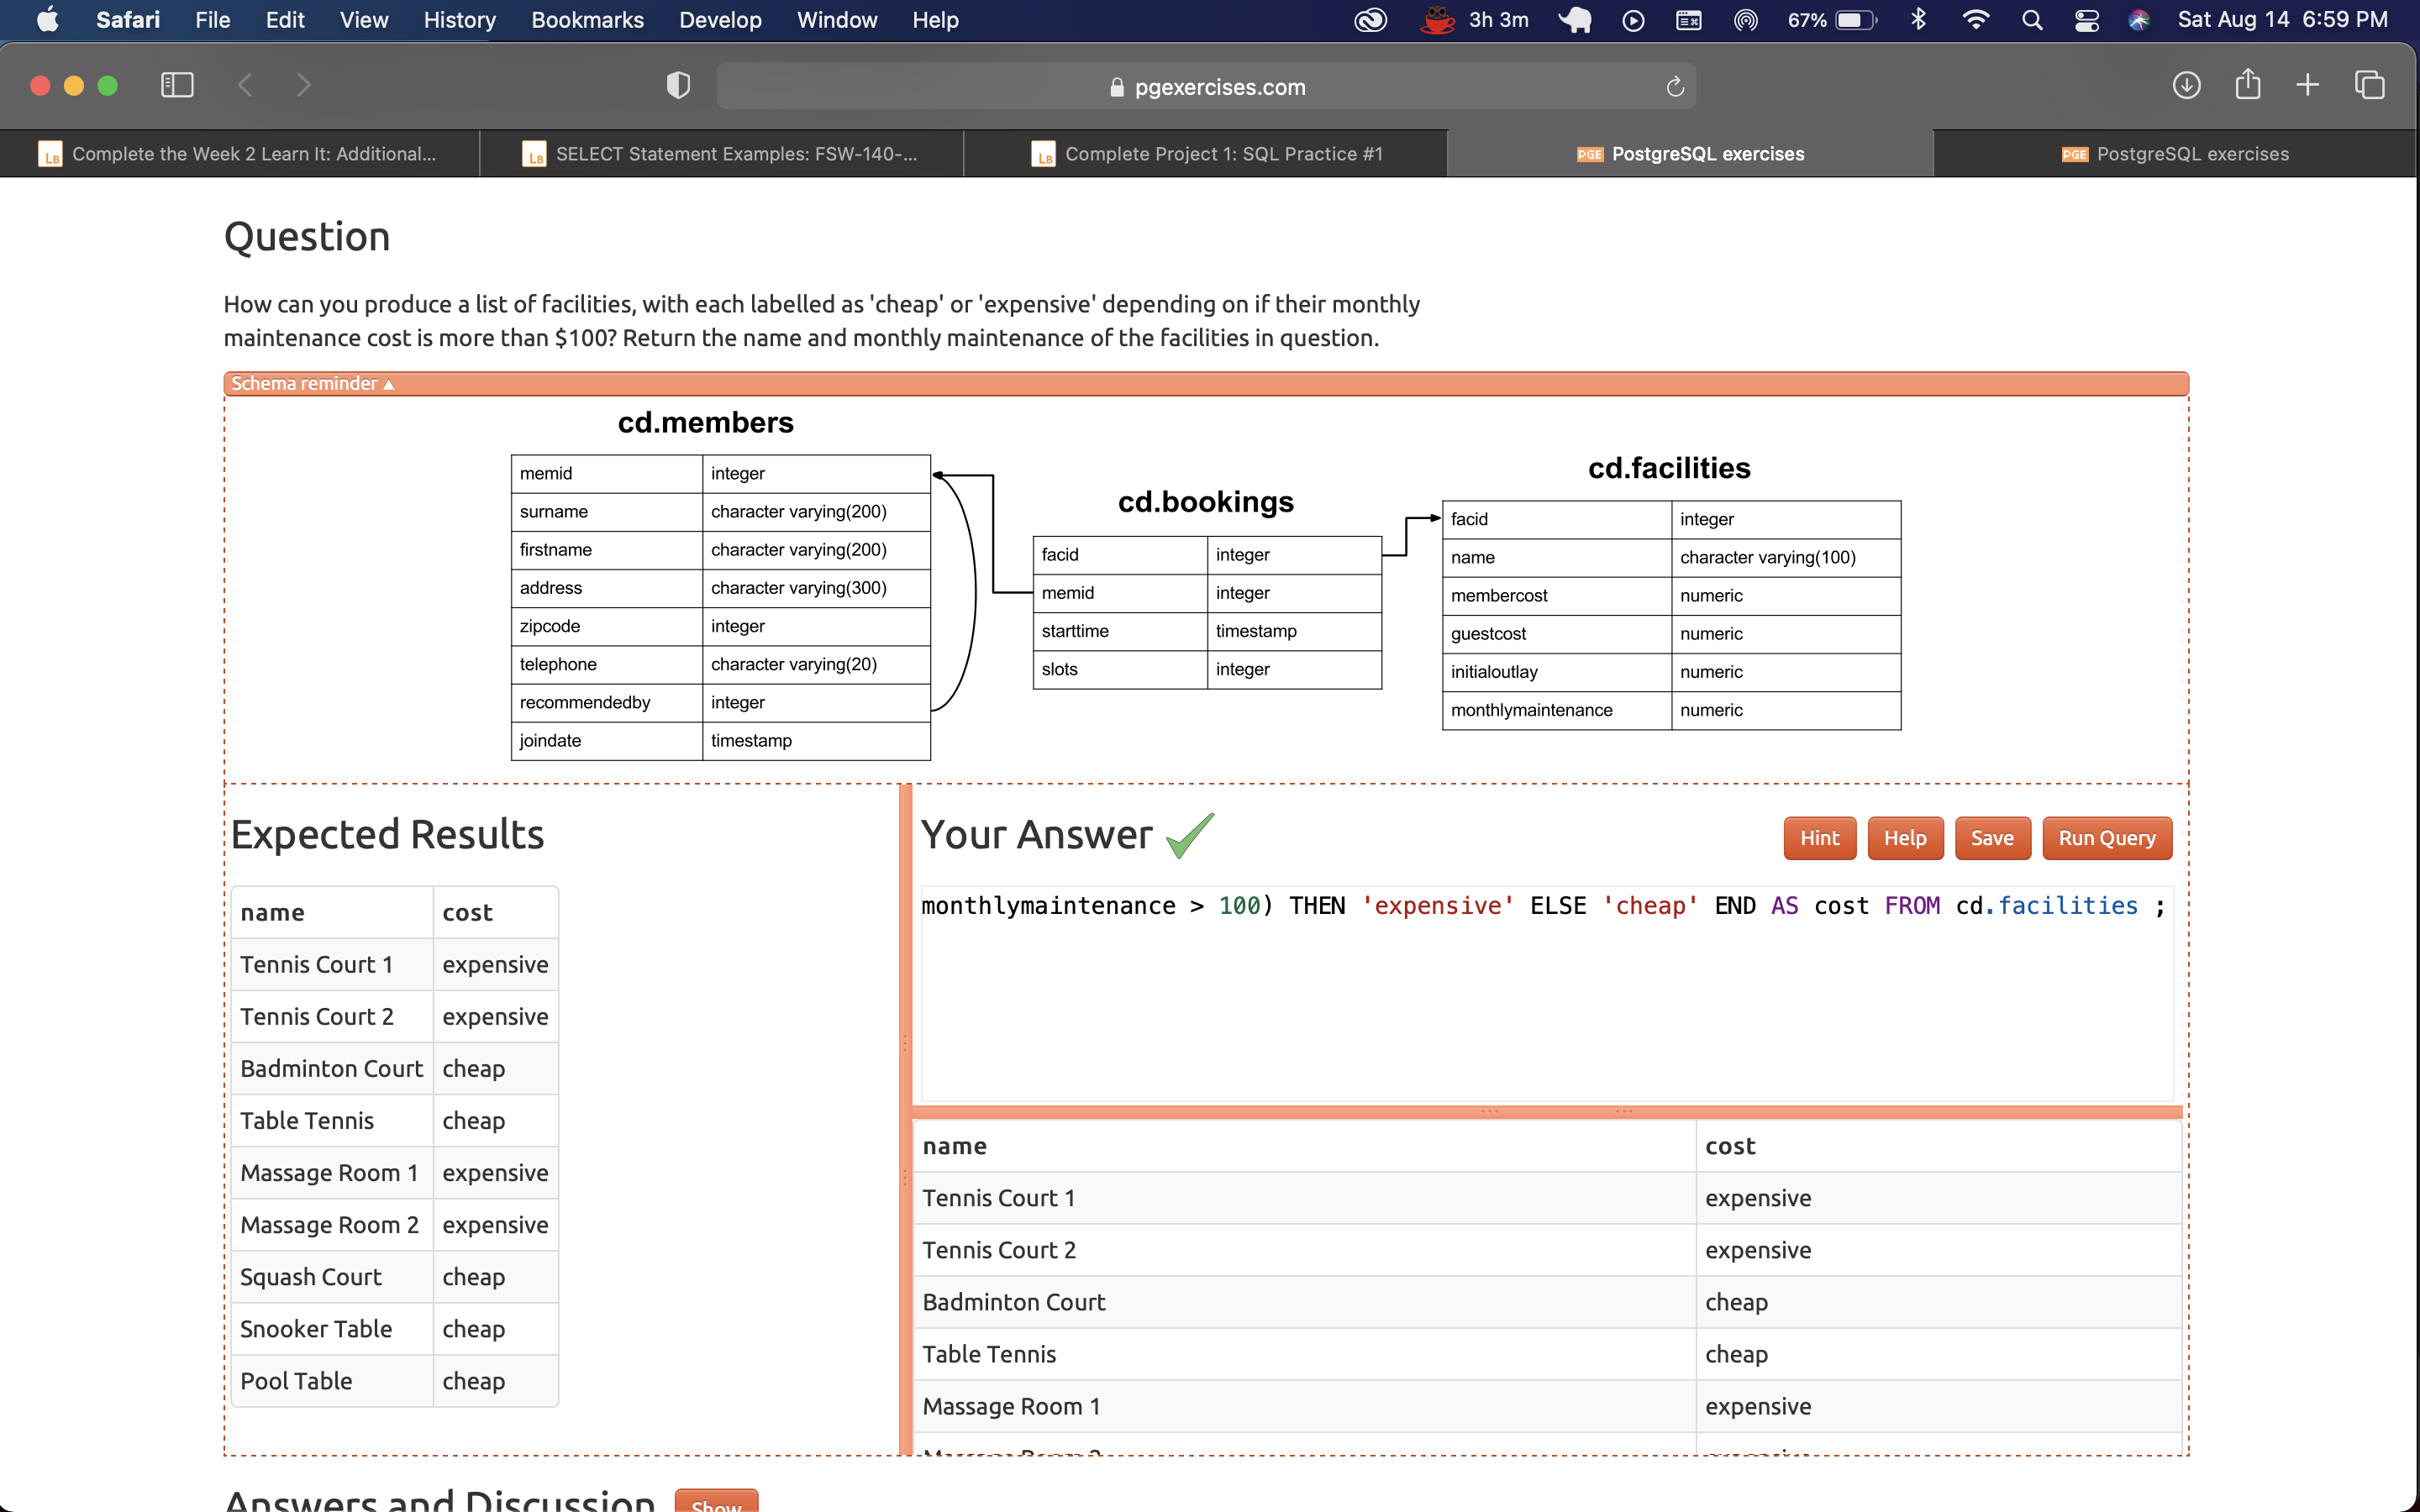 Safari File Edit View History Bookmarks Develop Window Help 3h 3m 67% Sat Aug 14 6:59 PM
pgexercises.com
LB Complete the Week 2 Learn It: Additional... LB SELECT Statement Examples: FSW-140-... LB Complete Project 1: SQL Practice #1 PGE PostgreSQL exercises PGE PostgreSQL exercises
Question
How can you produce a list of facilities, with each labelled as 'cheap' or 'expensive' depending on if their monthly
maintenance cost is more than $100? Return the name and monthly maintenance of the facilities in question.
Schema reminder ▲
cd.members
memid integer
surname character varying(200)
firstname character varying(200)
address character varying(300)
zipcode integer
telephone character varying(20)
recommendedby integer
joindate timestamp
cd.bookings
facid integer
memid integer
starttime timestamp
slots integer
cd.facilities
facid integer
name character varying(100)
membercost numeric
guestcost numeric
initialoutlay numeric
monthlymaintenance numeric
Expected Results
name cost
Tennis Court 1 expensive
Tennis Court 2 expensive
Badminton Court cheap
Table Tennis cheap
Massage Room 1 expensive
Massage Room 2 expensive
Squash Court cheap
Snooker Table cheap
Pool Table cheap
Your Answer
Hint Help Save Run Query
monthlymaintenance > 100) THEN 'expensive' ELSE 'cheap' END AS cost FROM cd.facilities ;
name cost
Tennis Court 1 expensive
Tennis Court 2 expensive
Badminton Court cheap
Table Tennis cheap
Massage Room 1 expensive
Massage Room 2 expensive
Answers and Discussion Show